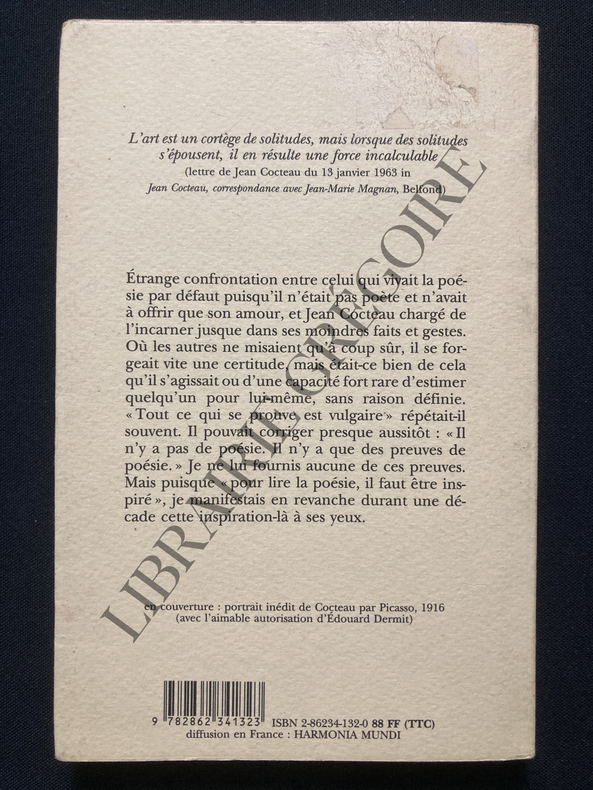 L'art est un cortège de solitudes, mais lorsque des solitudes
s'épousent, il en résulte une force incalculable
(lettre de Jean Cocteau du 13 janvier 1963 in
Jean Cocteau, correspondance avec Jean-Marie Magnan, Belfond)
Étrange confrontation entre celui qui vivait la poé-
sie par défaut puisqu'il n'était pas poète et n'avait
à offrir que son amour, et Jean Cocteau chargé de
l'incarner jusque dans ses moindres faits et gestes.
Où les autres ne misaient qu'à coup sûr, il se for-
geait vite une certitude, mais était-ce bien de cela
qu'il s'agissait ou d'une capacité fort rare d'estimer
quelqu'un pour lui-même, sans raison définie.
« Tout ce qui se prouve est vulgaire » répétait-il
souvent. Il pouvait corriger presque aussitôt : « Il
n'y a pas de poésie. Il n'y a que des preuves de
poésie. » Je ne lui fournis aucune de ces preuves.
Mais puisque « pour lire la poésie, il faut être ins-
piré », je manifestais en revanche durant une dé-
cade cette inspiration-là à ses yeux.
LIBRAIRIE GRÉGOIRE
en couverture : portrait inédit de Cocteau par Picasso, 1916
(avec l'aimable autorisation d'Édouard Dermit)
9 782862 341323 ISBN 2-86234-132-0 88 FF (TTC)
diffusion en France : HARMONIA MUNDI